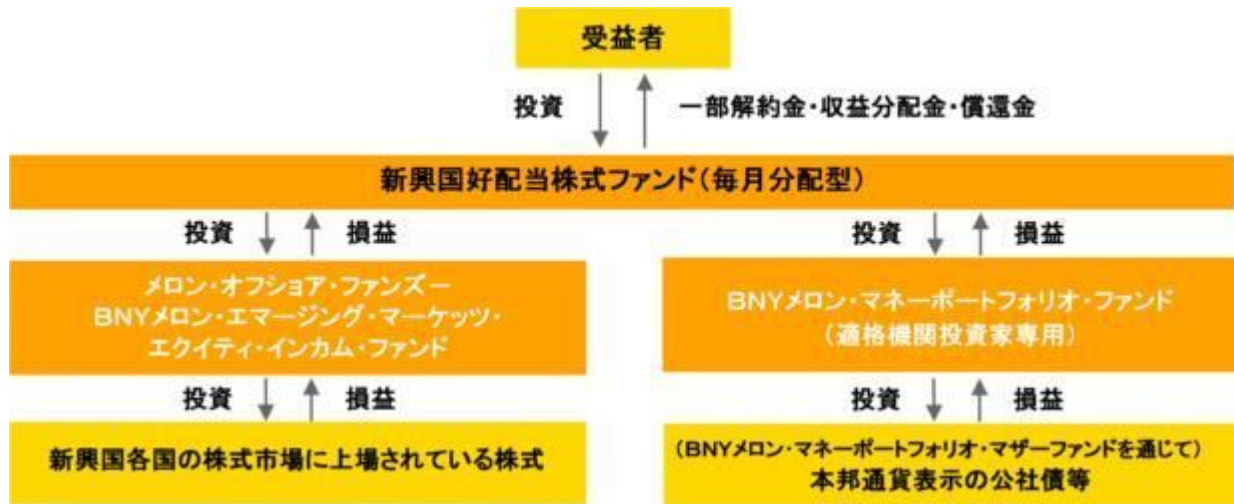 受益者
投資
一部解約金・収益分配金・償還金
新興国好配当株式ファンド（毎月分配型）
投資 損益
投資 損益
メロン・オフショア・ファンズー
BNYメロン・エマージング・マーケッツ・
エクイティ・インカム・ファンド
BNYメロン・マネーポートフォリオ・ファンド
（適格機関投資家専用）
投資 損益
投資 損益
新興国各国の株式市場に上場されている株式
（BNYメロン・マネーポートフォリオ・マザーファンドを通じて）
本邦通貨表示の公社債等